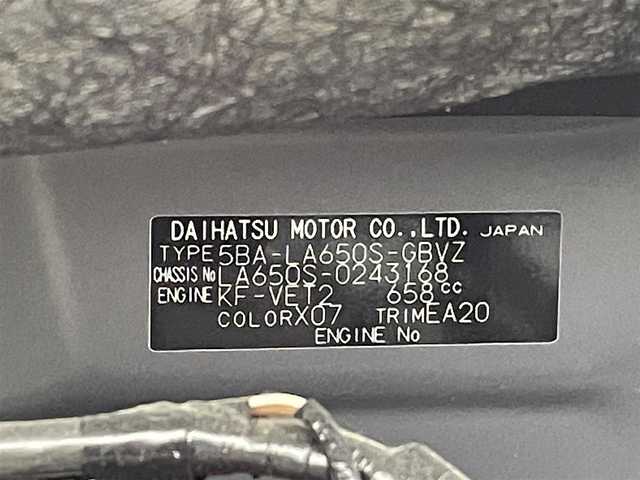 DAIHATSU MOTOR CO.,LTD. JAPAN
TYPE 5BA-LA650S-GBVZ
CHASSIS No LA650S-0243168
ENGINE KF-VET2 658cc
COLOR X07 TRIM EA20
ENGINE No